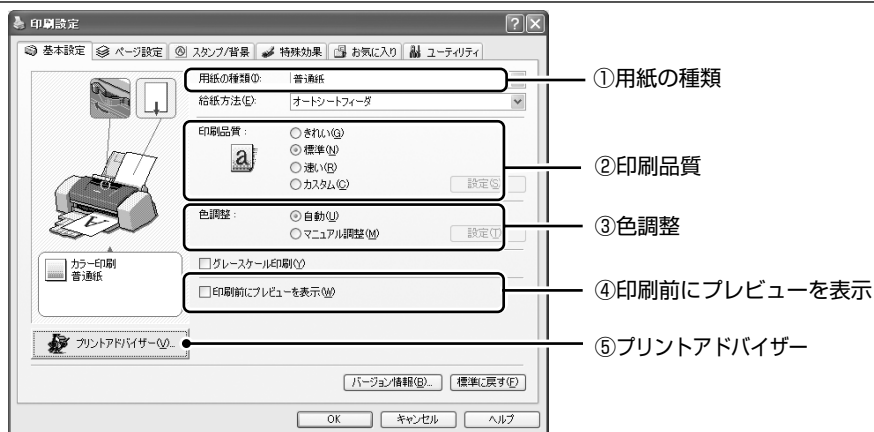 印刷設定
基本設定 ページ設定 スタンプ/背景 特殊効果 お気に入り ユーティリティ
用紙の種類(I): 普通紙
給紙方法(E): オートシートフィーダ
印刷品質:
きれい(G)
標準(N)
速い(R)
カスタム(C) 設定(S)
色調整:
自動(U)
マニュアル調整(M) 設定(T)
カラー印刷
普通紙
グレースケール印刷(Y)
印刷前にプレビューを表示(W)
プリントアドバイザー(V)...
バージョン情報(B)... 標準に戻す(F)
OK キャンセル ヘルプ
①用紙の種類
②印刷品質
③色調整
④印刷前にプレビューを表示
⑤プリントアドバイザー